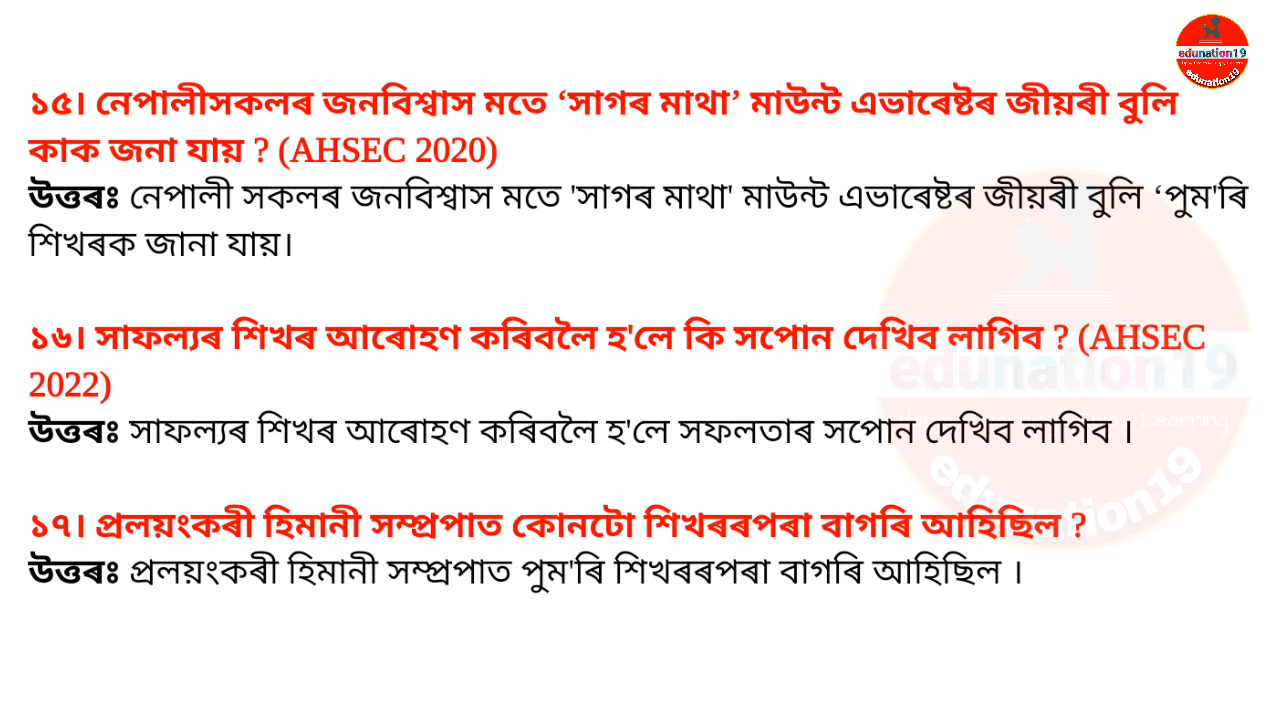 edunation19
edunation19
১৫। নেপালীসকলৰ জনবিশ্বাস মতে ‘সাগৰ মাথা’ মাউন্ট এভাৰেষ্টৰ জীয়ৰী বুলি
কাক জনা যায় ? (AHSEC 2020)
উত্তৰঃ নেপালী সকলৰ জনবিশ্বাস মতে 'সাগৰ মাথা' মাউন্ট এভাৰেষ্টৰ জীয়ৰী বুলি ‘পুম'ৰি
শিখৰক জানা যায়।
১৬। সাফল্যৰ শিখৰ আৰোহণ কৰিবলৈ হ'লে কি সপোন দেখিব লাগিব ? (AHSEC
2022)
উত্তৰঃ সাফল্যৰ শিখৰ আৰোহণ কৰিবলৈ হ'লে সফলতাৰ সপোন দেখিব লাগিব ।
১৭। প্ৰলয়ংকৰী হিমানী সম্প্ৰপাত কোনটো শিখৰৰপৰা বাগৰি আহিছিল ?
উত্তৰঃ প্ৰলয়ংকৰী হিমানী সম্প্ৰপাত পুম'ৰি শিখৰৰপৰা বাগৰি আহিছিল ।
edunation19
Learning
edunation19